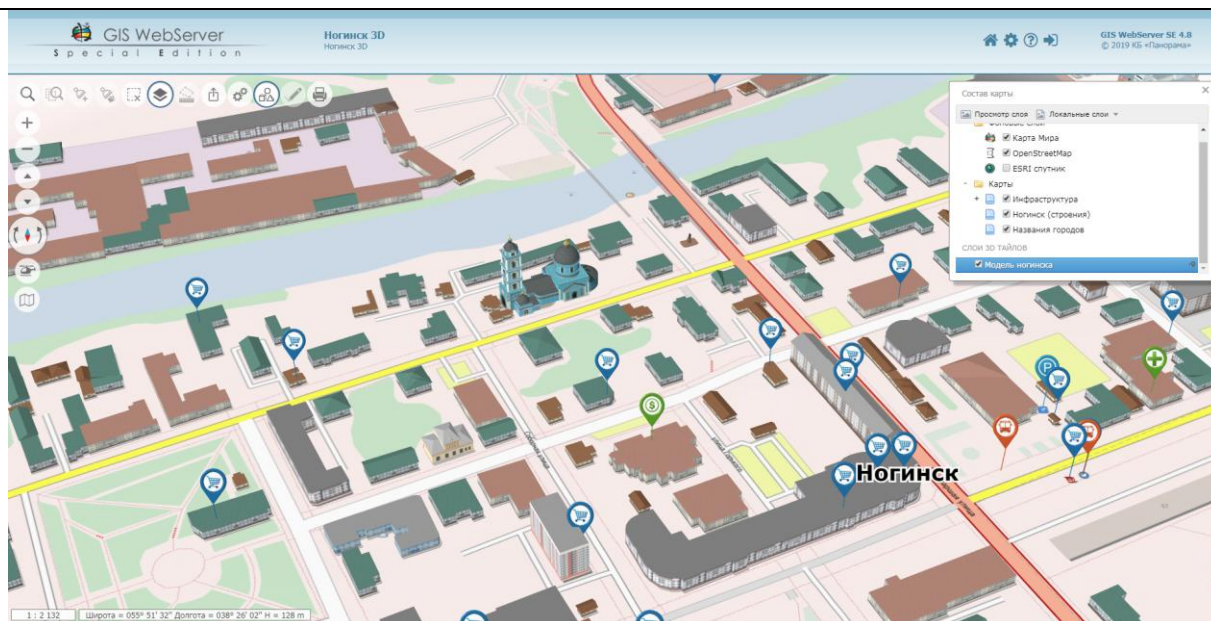 GIS WebServer
Special Edition
Ногинск 3D
Ногинск 3D
GIS WebServer SE 4.8
© 2019 КБ «Панорама»
Состав карты
Просмотр слоя Локальные слои
Карта Мира
OpenStreetMap
ESRI спутник
Карты
Инфраструктура
Ногинск (строения)
Названия городов
СЛОИ 3D ТАЙЛОВ
Модель ногинска
P
$
Ногинск
1 : 2 132 Широта = 055° 51' 32" Долгота = 038° 26' 02" H = 128 m